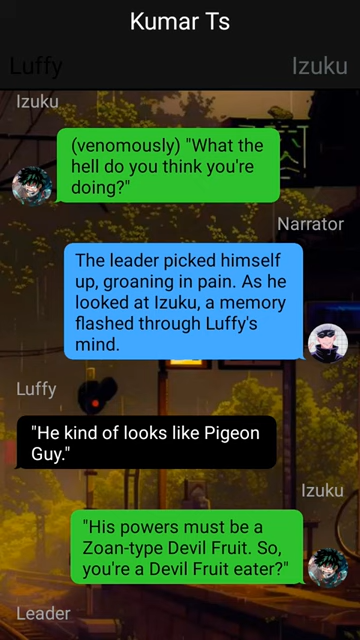 Kumar Ts
Luffy
Izuku
Izuku
(venomously) "What the
hell do you think you're
doing?"
Narrator
The leader picked himself
up, groaning in pain. As he
looked at Izuku, a memory
flashed through Luffy's
mind.
Luffy
"He kind of looks like Pigeon
Guy."
Izuku
"His powers must be a
Zoan-type Devil Fruit. So,
you're a Devil Fruit eater?"
Leader